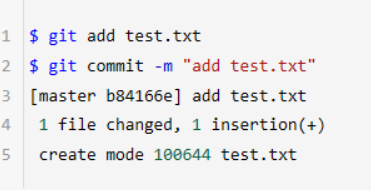 1 $ git add test.txt
2 $ git commit -m "add test.txt"
3 [master b84166e] add test.txt
4  1 file changed, 1 insertion(+)
5  create mode 100644 test.txt